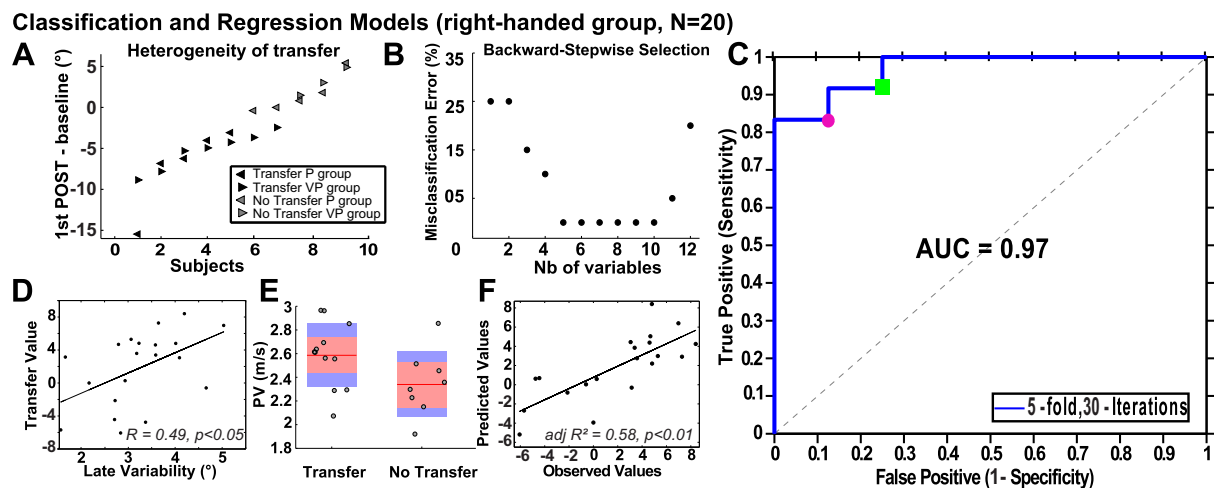 Classification and Regression Models (right-handed group, N=20)
A
Heterogeneity of transfer
1st POST - baseline (°)
5
0
-5
-10
-15
0 2 4 6 8 10
Subjects
Transfer P group
Transfer VP group
No Transfer P group
No Transfer VP group
B
Backward-Stepwise Selection
Misclassification Error (%)
35
25
15
05
0
0 2 4 6 8 10 12
Nb of variables
C
True Positive (Sensitivity)
1
0.9
0.8
0.7
0.6
0.5
0.4
0.3
0.2
0.1
0
AUC = 0.97
5 -fold,30 - Iterations
0 0.1 0.2 0.3 0.4 0.5 0.6 0.7 0.8 0.9 1
False Positive (1- Specificity)
D
Transfer Value
8
4
0
-4
-8
R = 0.49, p<0.05
2 3 4 5
Late Variability (°)
E
PV (m/s)
3
2.8
2.6
2.4
2.2
2
1.8
Transfer No Transfer
F
Predicted Values
8
6
4
2
0
-2
-4
-6
adj R² = 0.58, p<0.01
-6 -4 -2 0 2 4 6 8
Observed Values